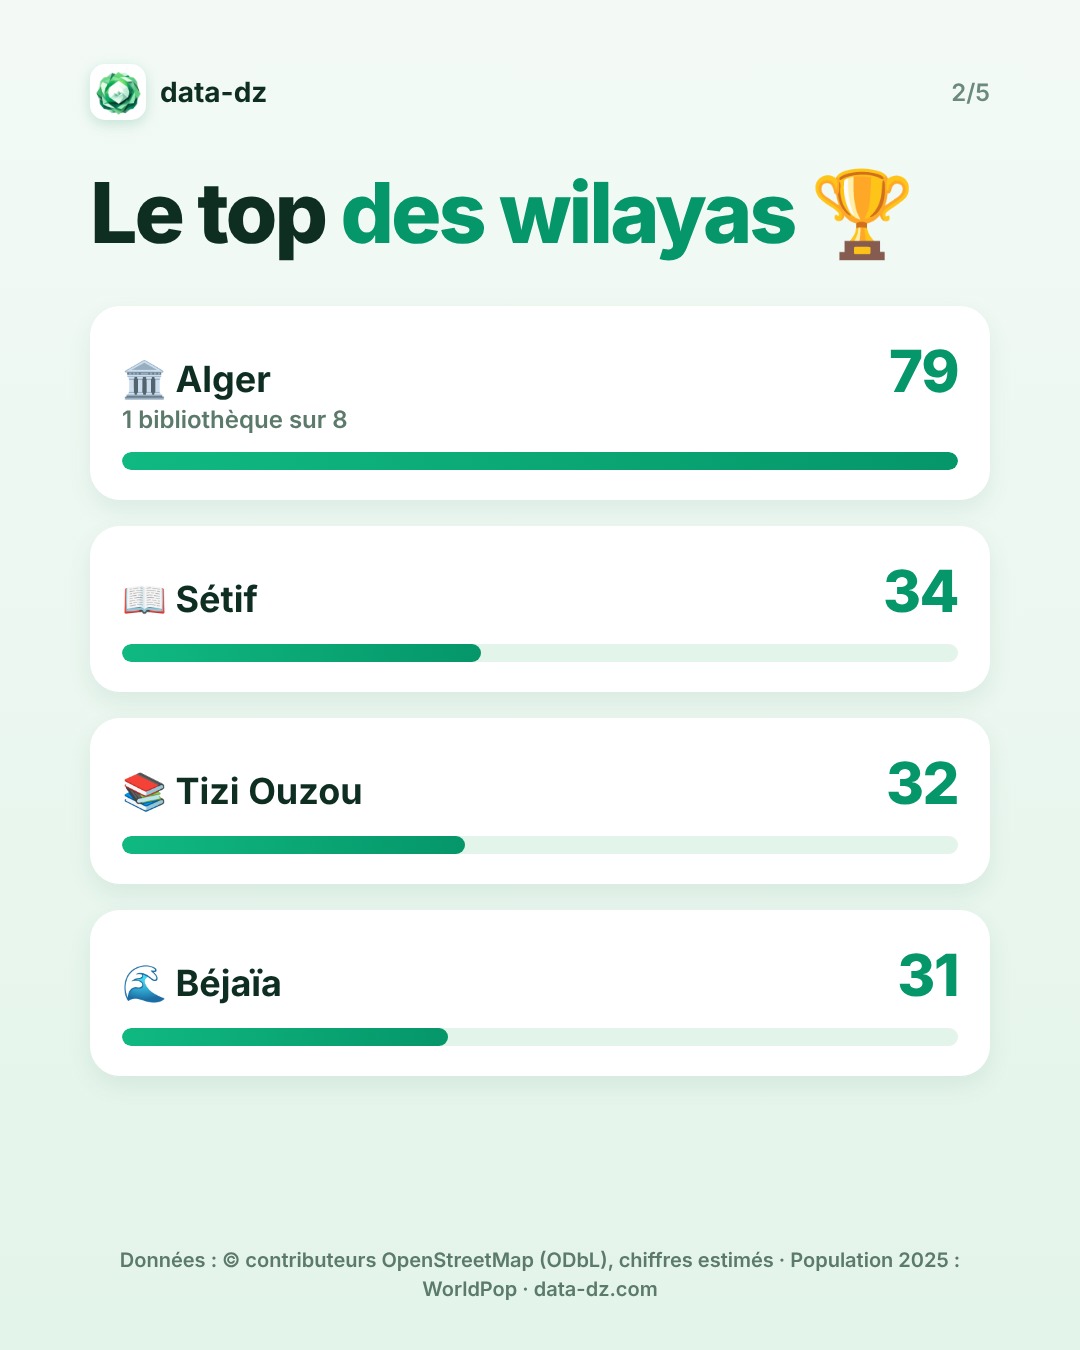 data-dz
2/5
Le top des wilayas 🏆
🏛️ Alger
79
1 bibliothèque sur 8
📖 Sétif
34
📚 Tizi Ouzou
32
🌊 Béjaïa
31
Données : © contributeurs OpenStreetMap (ODbL), chiffres estimés · Population 2025 :
WorldPop · data-dz.com